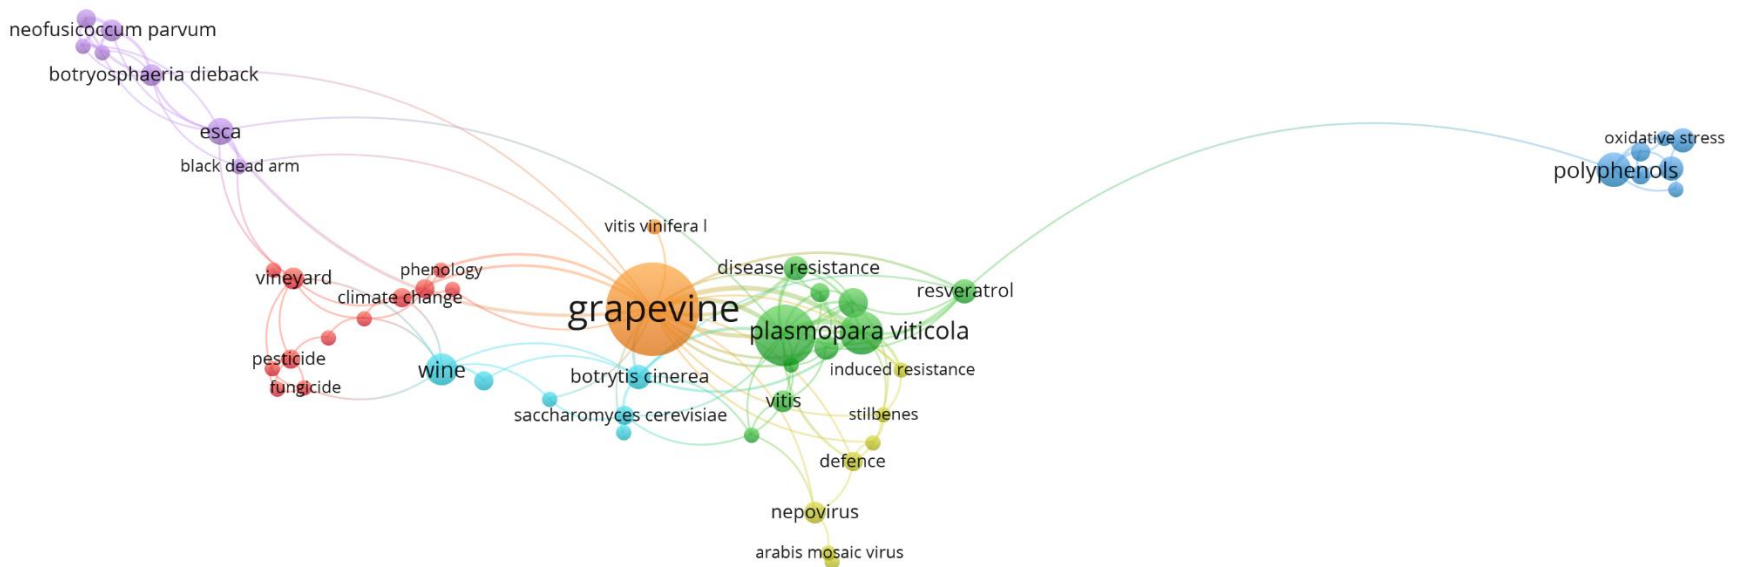 neofusicoccum parvum
botryosphaeria dieback
esca
black dead arm
oxidative stress
polyphenols
vitis vinifera l
vineyard
phenology
climate change
disease resistance
resveratrol
grapevine
plasmopara viticola
pesticide
fungicide
wine
botrytis cinerea
induced resistance
saccharomyces cerevisiae
vitis
stilbenes
defence
nepovirus
arabis mosaic virus